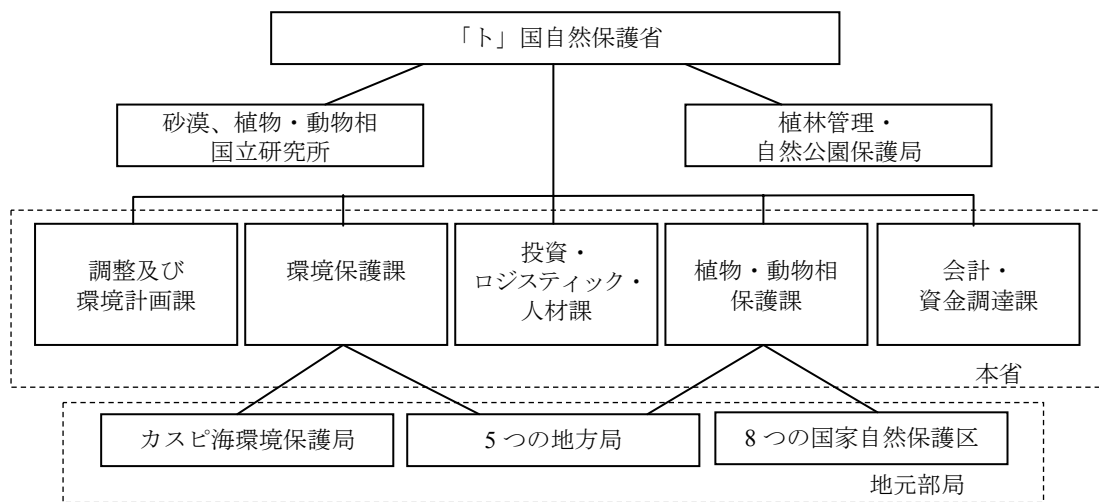 「ト」国自然保護省
砂漠、植物・動物相
国立研究所
植林管理・
自然公園保護局
調整及び
環境計画課
環境保護課
投資・
ロジスティック・
人材課
植物・動物相
保護課
会計・
資金調達課
本省
カスピ海環境保護局
5 つの地方局
8 つの国家自然保護区
地元部局